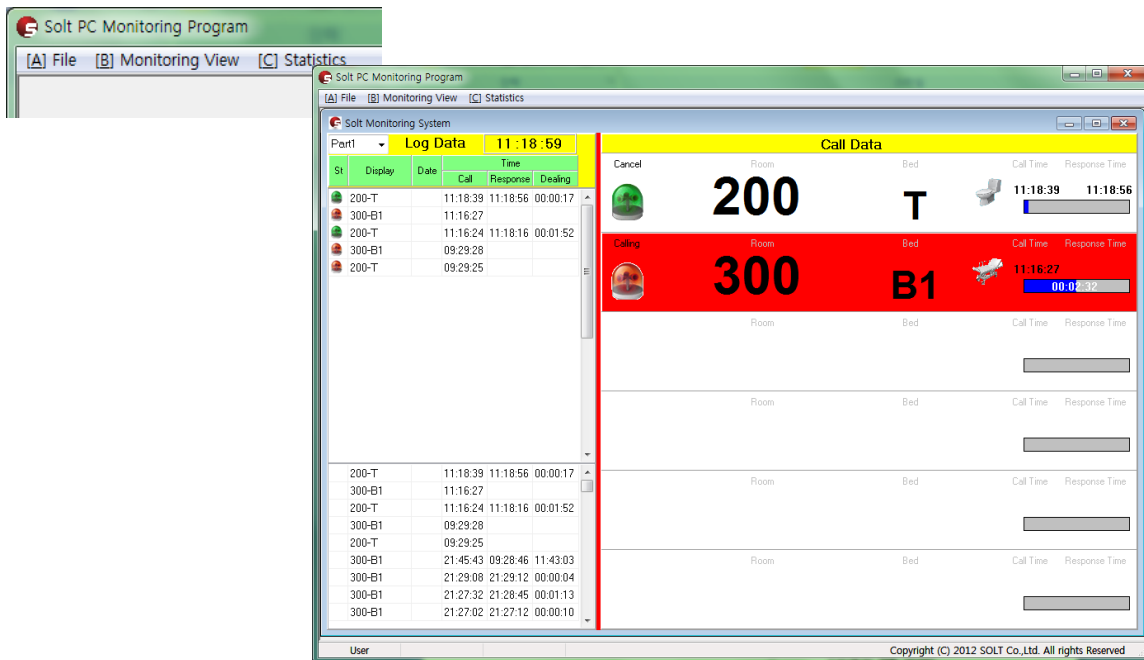 Solt PC Monitoring Program
[A] File [B] Monitoring View [C] Statistics
Solt PC Monitoring Program
[A] File [B] Monitoring View [C] Statistics
Solt Monitoring System
Part1 Log Data 11:18:59
St Display Date Time
Call Response Dealing
200-T 11:18:39 11:18:56 00:00:17
300-B1 11:16:27
200-T 11:16:24 11:18:16 00:01:52
300-B1 09:29:28
200-T 09:29:25
200-T 11:18:39 11:18:56 00:00:17
300-B1 11:16:27
200-T 11:16:24 11:18:16 00:01:52
300-B1 09:29:28
200-T 09:29:25
300-B1 21:45:43 09:28:46 11:43:03
300-B1 21:29:08 21:29:12 00:00:04
300-B1 21:27:32 21:28:45 00:01:13
300-B1 21:27:02 21:27:12 00:00:10
Call Data
Cancel Room Bed Call Time Response Time
200 T 11:18:39 11:18:56
Calling Room Bed Call Time Response Time
300 B1 11:16:27
00:02:32
Room Bed Call Time Response Time
Room Bed Call Time Response Time
Room Bed Call Time Response Time
Room Bed Call Time Response Time
User Copyright (C) 2012 SOLT Co.,Ltd. All rights Reserved